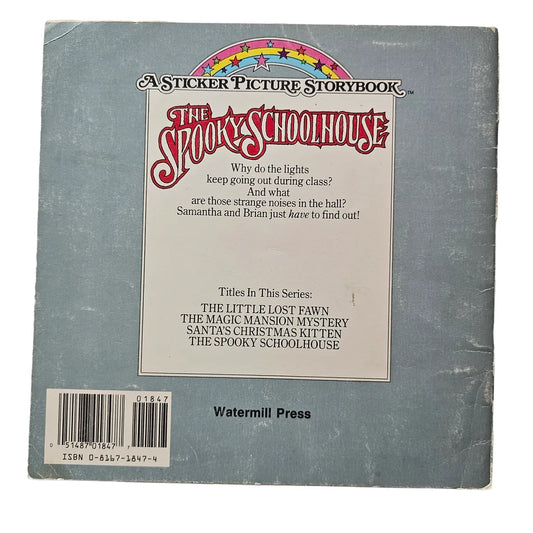 A STICKER PICTURE STORYBOOK TM
THE
SPOOKY SCHOOLHOUSE
Why do the lights
keep going out during class?
And what
are those strange noises in the hall?
Samantha and Brian just have to find out!
Titles In This Series:
THE LITTLE LOST FAWN
THE MAGIC MANSION MYSTERY
SANTA'S CHRISTMAS KITTEN
THE SPOOKY SCHOOLHOUSE
Watermill Press
01847
0 51487 01847 7
ISBN 0-8167-1847-4